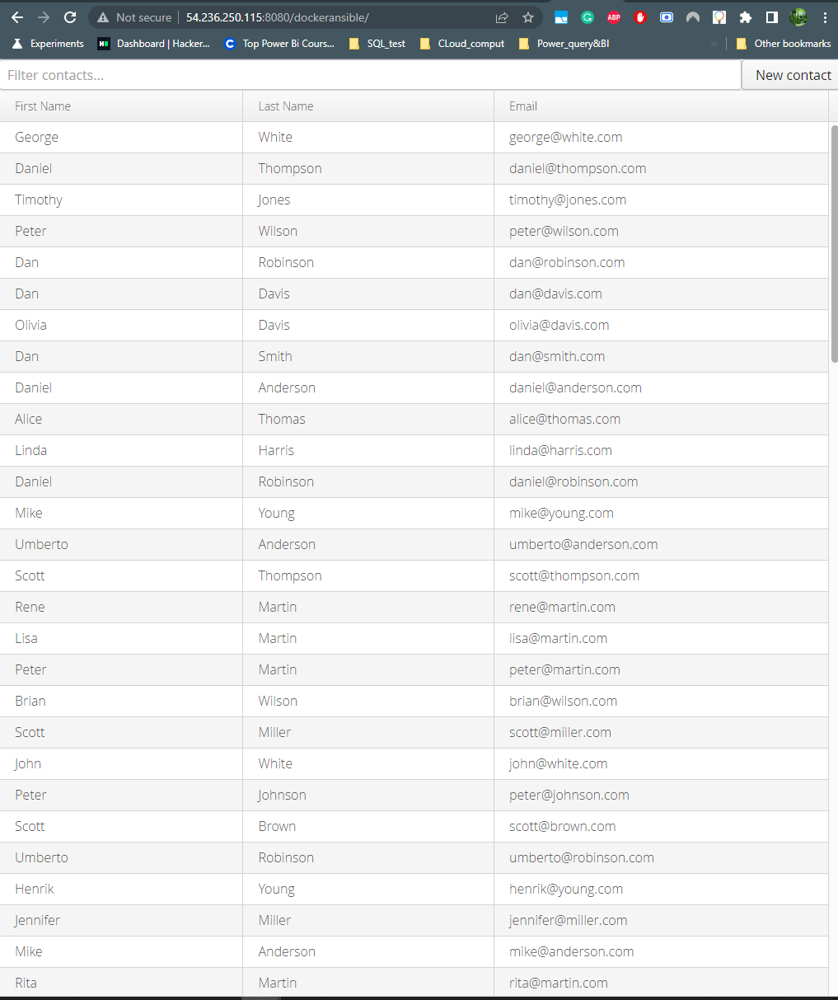 Not secure 54.236.250.115:8080/dockeransible/
Experiments Dashboard | Hacker... Top Power Bi Cours... SQL_test CLoud_comput Power_query&BI » Other bookmarks
Filter contacts... New contact
First Name Last Name Email
George White george@white.com
Daniel Thompson daniel@thompson.com
Timothy Jones timothy@jones.com
Peter Wilson peter@wilson.com
Dan Robinson dan@robinson.com
Dan Davis dan@davis.com
Olivia Davis olivia@davis.com
Dan Smith dan@smith.com
Daniel Anderson daniel@anderson.com
Alice Thomas alice@thomas.com
Linda Harris linda@harris.com
Daniel Robinson daniel@robinson.com
Mike Young mike@young.com
Umberto Anderson umberto@anderson.com
Scott Thompson scott@thompson.com
Rene Martin rene@martin.com
Lisa Martin lisa@martin.com
Peter Martin peter@martin.com
Brian Wilson brian@wilson.com
Scott Miller scott@miller.com
John White john@white.com
Peter Johnson peter@johnson.com
Scott Brown scott@brown.com
Umberto Robinson umberto@robinson.com
Henrik Young henrik@young.com
Jennifer Miller jennifer@miller.com
Mike Anderson mike@anderson.com
Rita Martin rita@martin.com